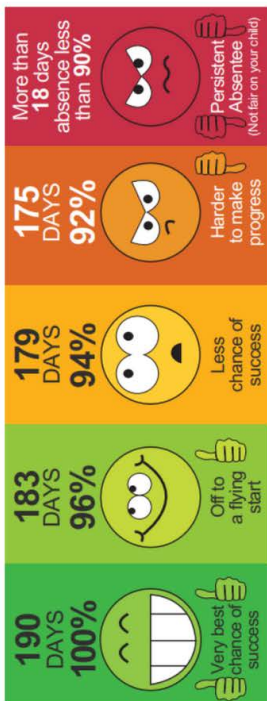 190
DAYS
100%
Very best
chance of
success
183
DAYS
96%
Off to
a flying
start
179
DAYS
94%
Less
chance of
success
175
DAYS
92%
Harder
to make
progress
More than
18 days
absence less
than 90%
Persistent
Absentee
(Not fair on your child)